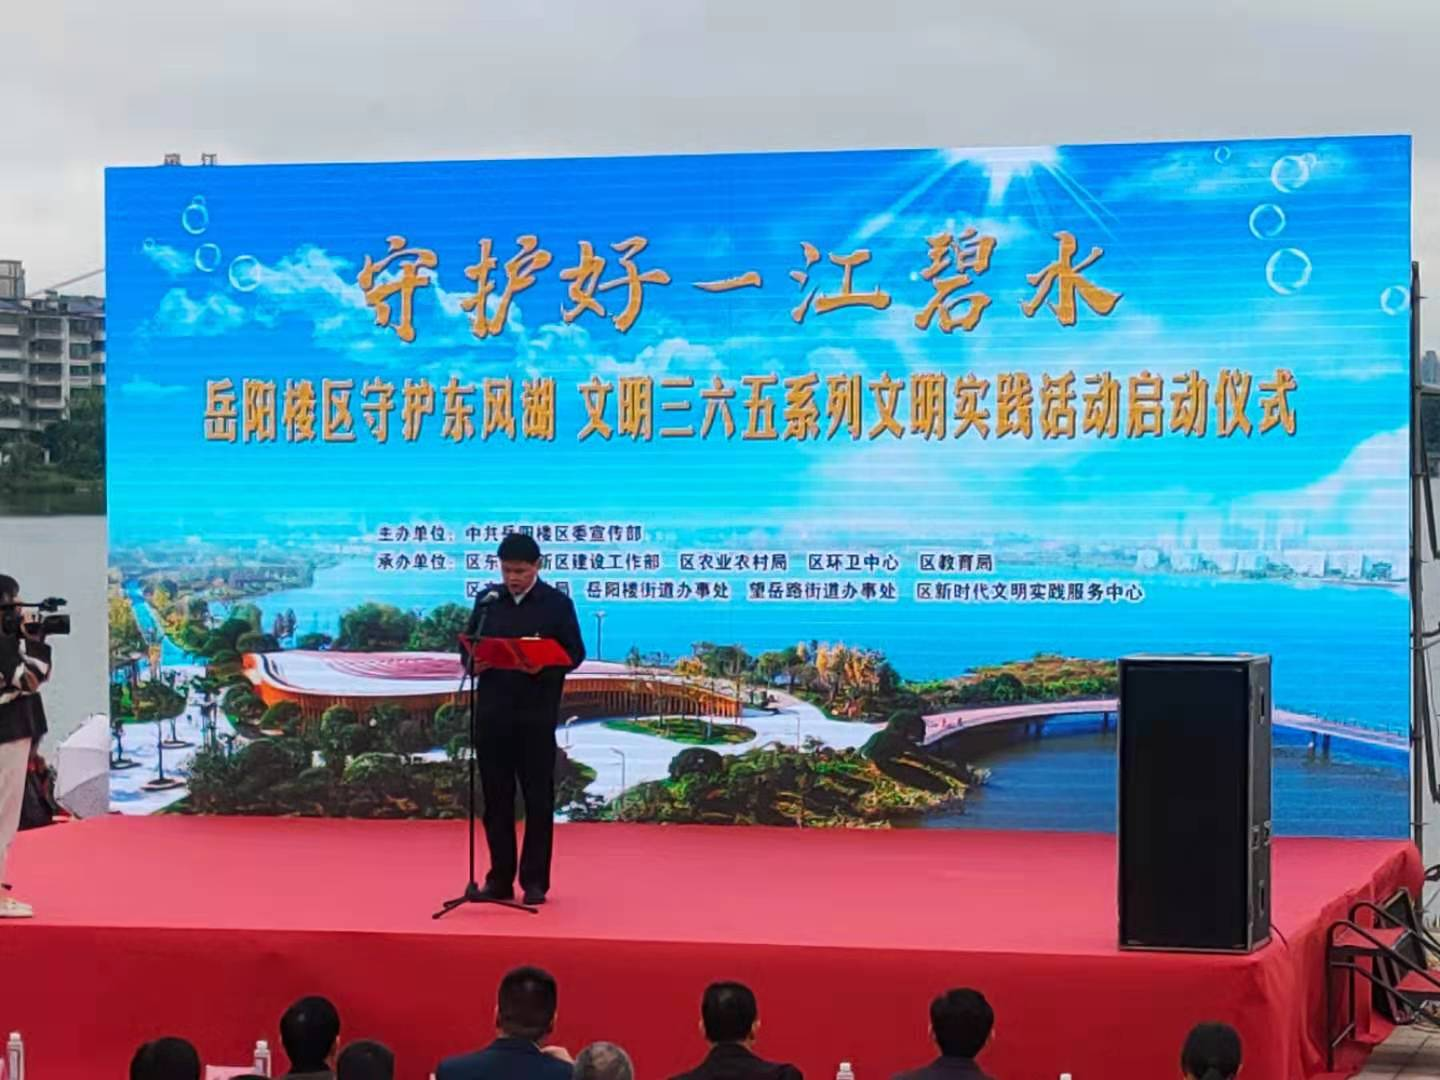 守护好一江碧水
岳阳楼区守护东风湖 文明三六五系列文明实践活动启动仪式
主办单位：中共岳阳楼区委宣传部
承办单位：区东 新区建设工作部 区农业农村局 区环卫中心 区教育局
区 局 岳阳楼街道办事处 望岳路街道办事处 区新时代文明实践服务中心